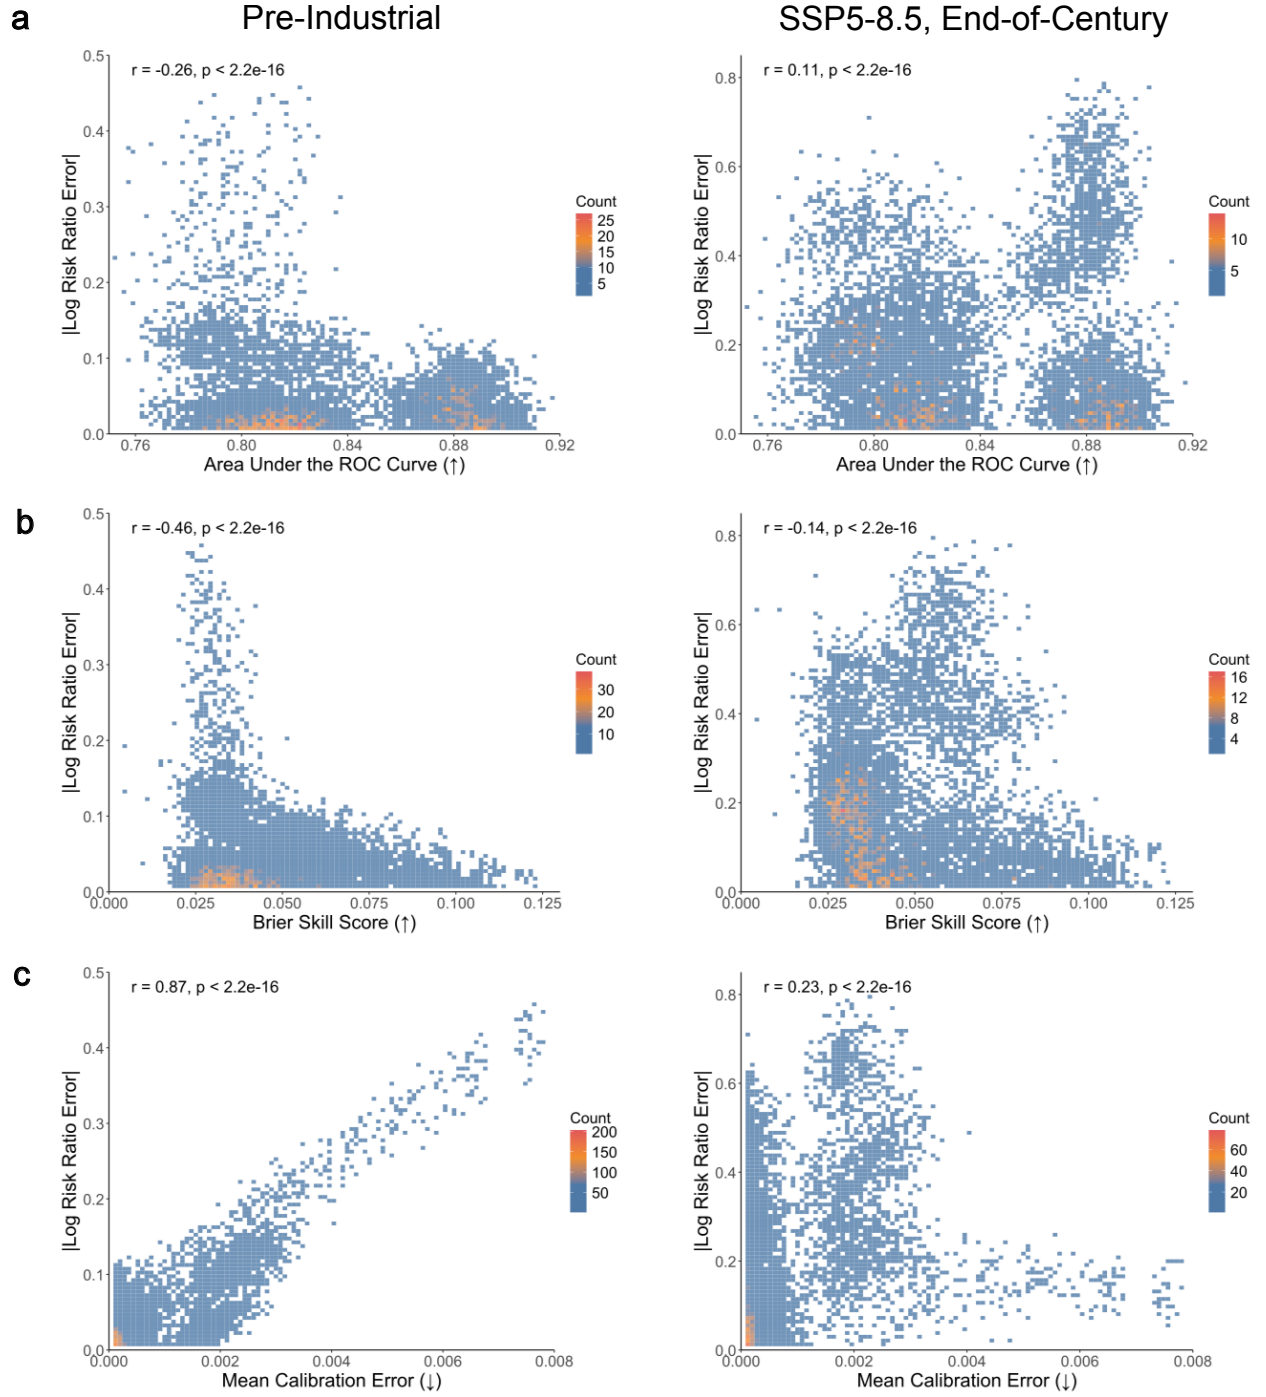 a
Pre-Industrial
SSP5-8.5, End-of-Century
r = -0.26, p < 2.2e-16
|Log Risk Ratio Error|
0.5
0.4
0.3
0.2
0.1
0.0
0.76
0.80
0.84
0.88
0.92
Area Under the ROC Curve (↑)
Count
25
20
15
10
5
r = 0.11, p < 2.2e-16
|Log Risk Ratio Error|
0.8
0.6
0.4
0.2
0.0
0.76
0.80
0.84
0.88
0.92
Area Under the ROC Curve (↑)
Count
10
5
b
r = -0.46, p < 2.2e-16
|Log Risk Ratio Error|
0.5
0.4
0.3
0.2
0.1
0.0
0.000
0.025
0.050
0.075
0.100
0.125
Brier Skill Score (↑)
Count
30
20
10
r = -0.14, p < 2.2e-16
|Log Risk Ratio Error|
0.8
0.6
0.4
0.2
0.0
0.000
0.025
0.050
0.075
0.100
0.125
Brier Skill Score (↑)
Count
16
12
8
4
c
r = 0.87, p < 2.2e-16
|Log Risk Ratio Error|
0.5
0.4
0.3
0.2
0.1
0.0
0.000
0.002
0.004
0.006
0.008
Mean Calibration Error (↓)
Count
200
150
100
50
r = 0.23, p < 2.2e-16
|Log Risk Ratio Error|
0.8
0.6
0.4
0.2
0.0
0.000
0.002
0.004
0.006
0.008
Mean Calibration Error (↓)
Count
60
40
20